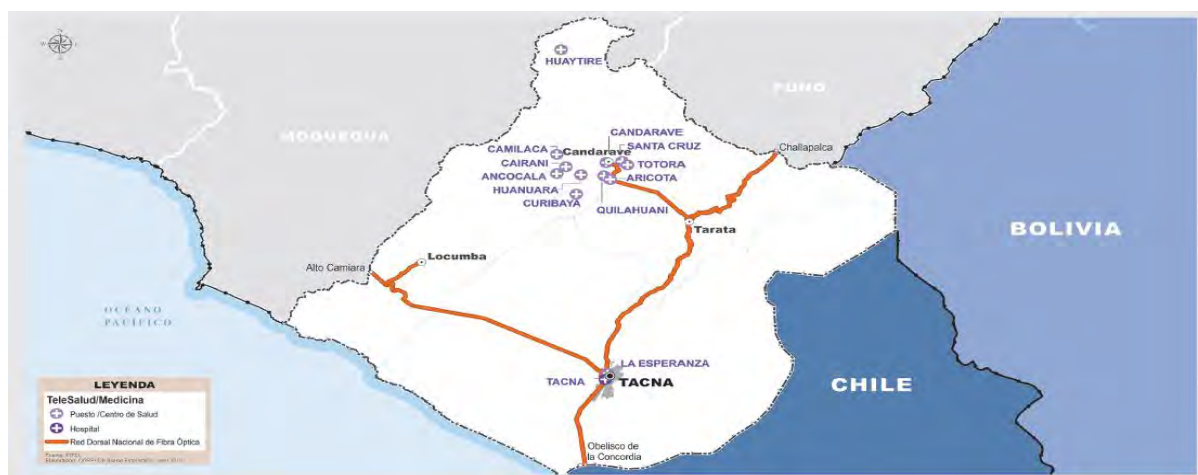 N
W
E
S
HUAYTIRE
MOQUEGUA
PUNO
CANDARAVE
CAMILACA
Candarave
SANTA CRUZ
Challapalca
CAIRANI
TOTORA
ANCOCALA
ARICOTA
HUANUARA
CURIBAYA
QUILAHUANI
BOLIVIA
Tarata
Locumba
Alto Camiara
OCÉANO
PACÍFICO
LA ESPERANZA
TACNA
TACNA
CHILE
LEYENDA
TeleSalud/Medicina
Puesto /Centro de Salud
Hospital
Red Dorsal Nacional de Fibra Óptica
Obelisco de
la Concordia